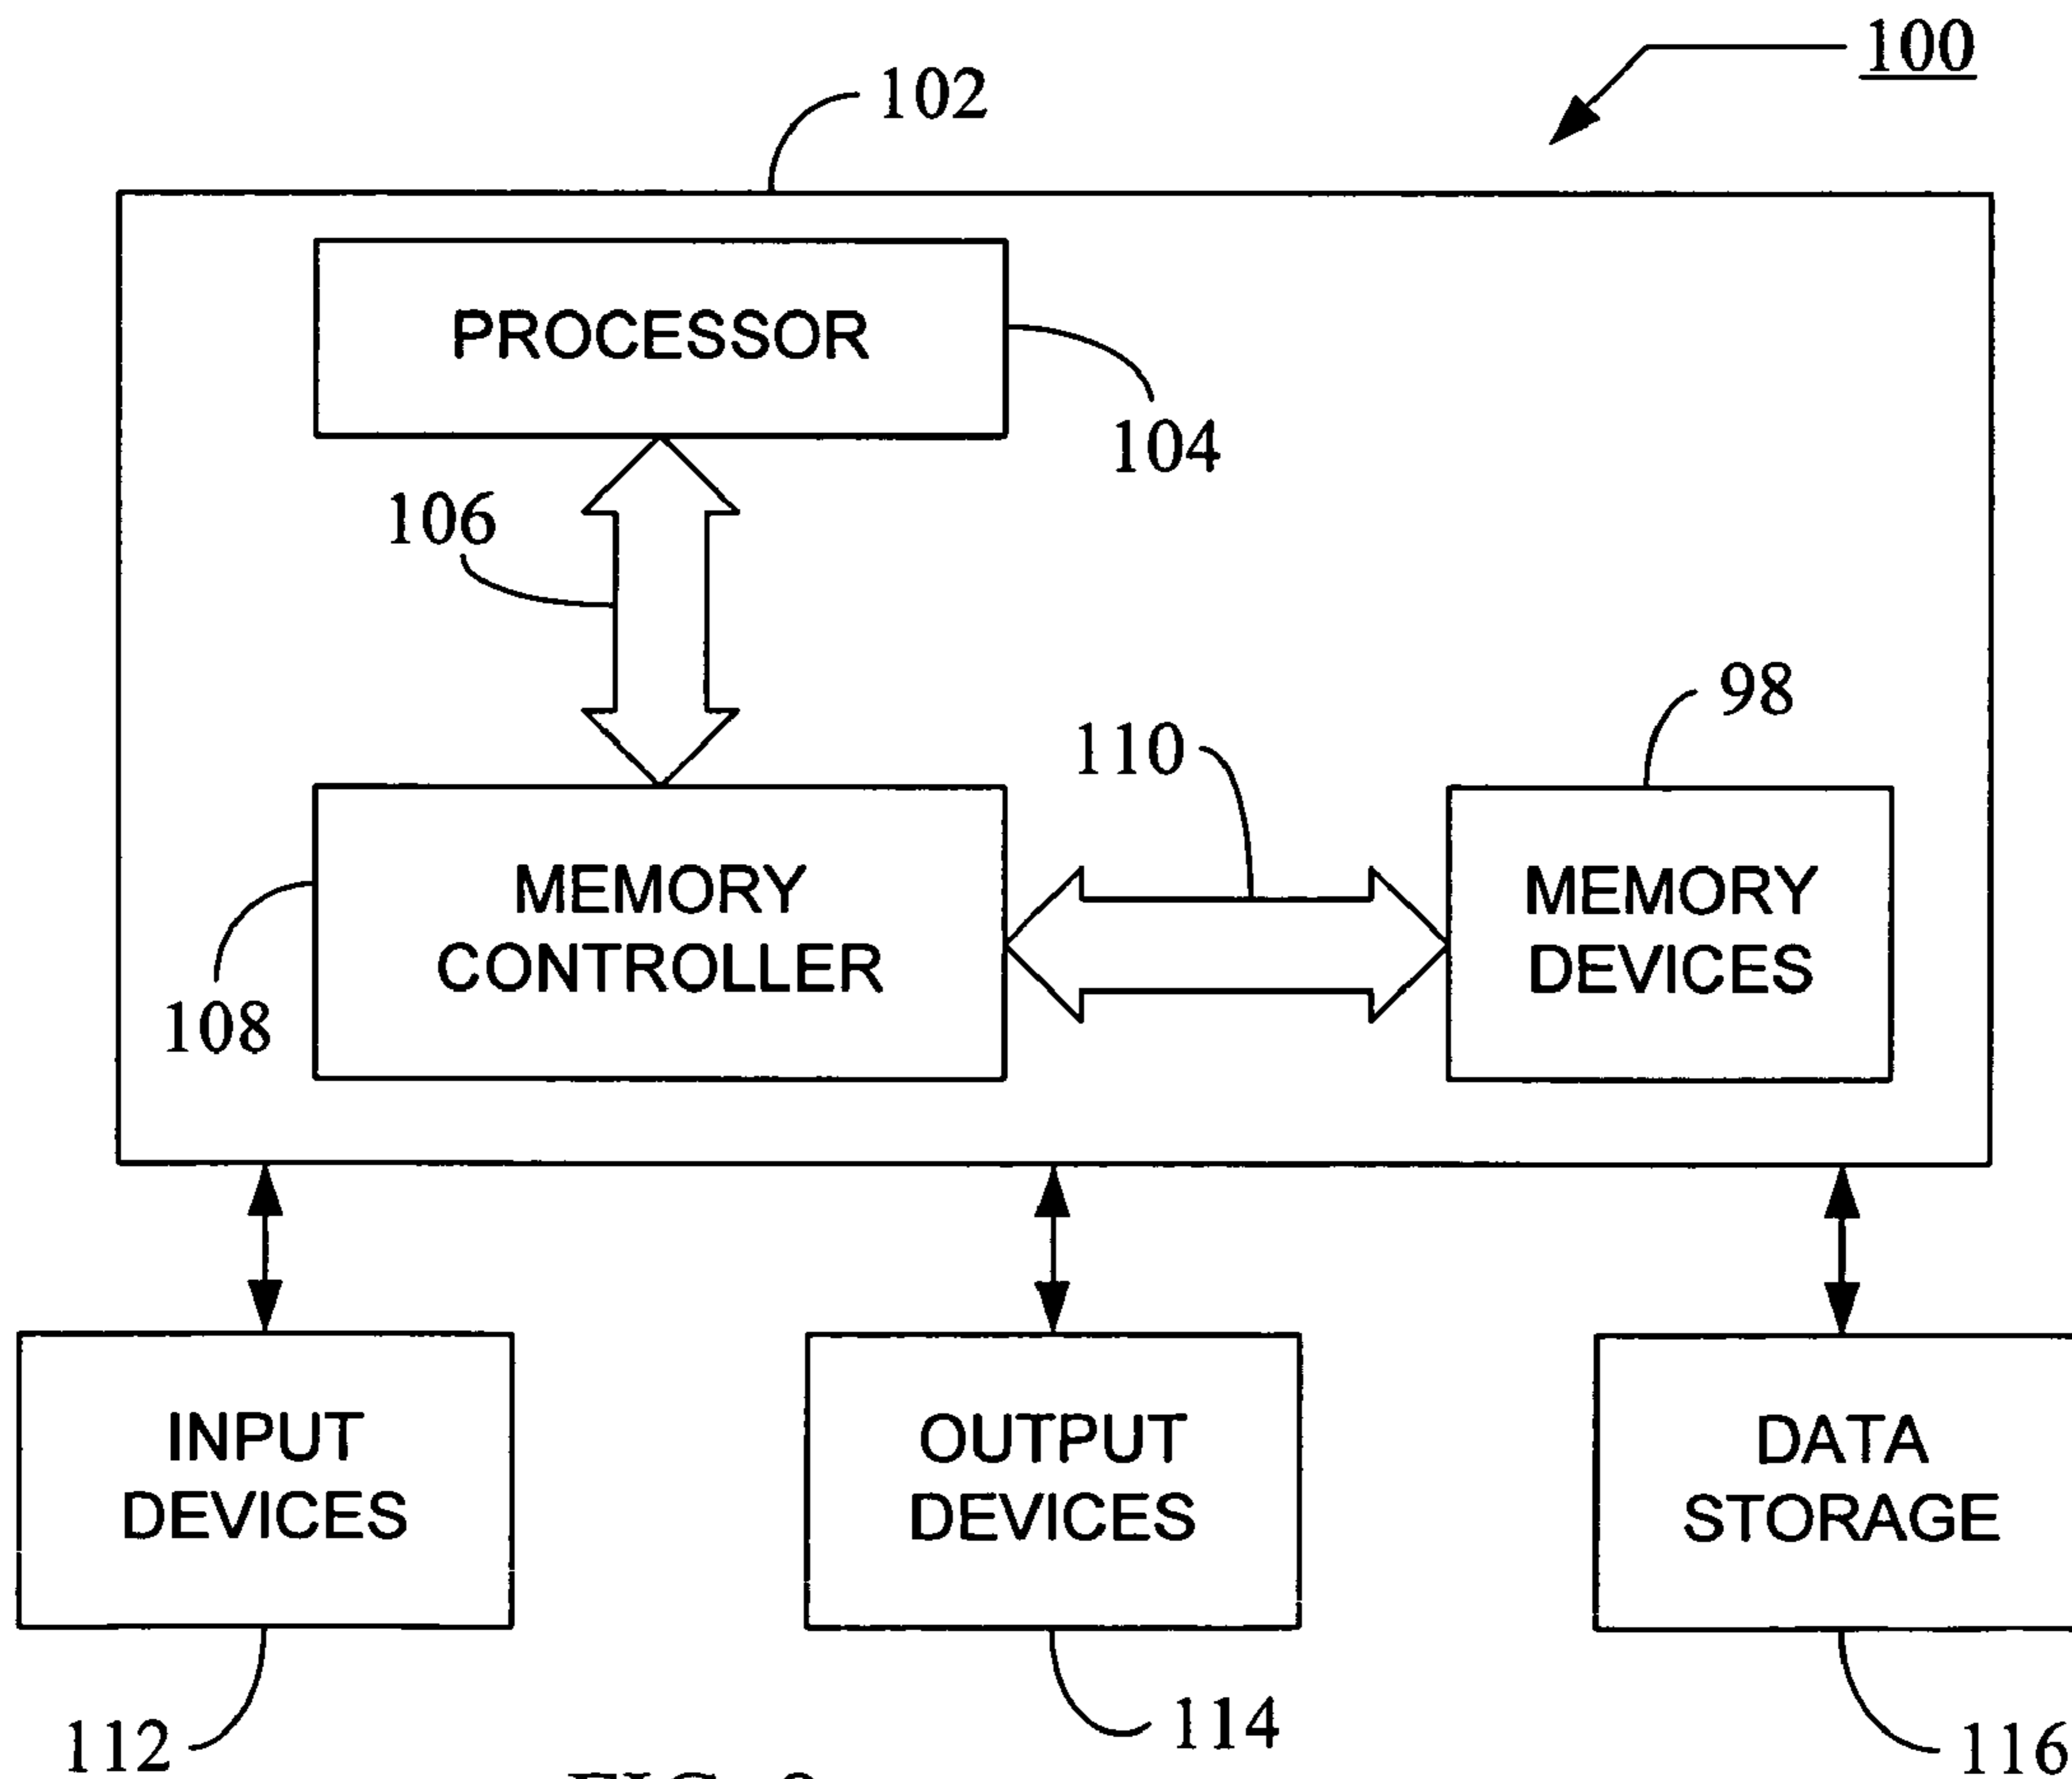 100
102
PROCESSOR
104
106
98
110
MEMORY
CONTROLLER
MEMORY
DEVICES
108
INPUT
DEVICES
OUTPUT
DEVICES
DATA
STORAGE
112
114
116